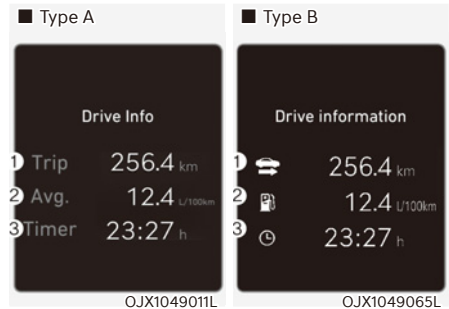 ■ Type A
Drive Info
1 Trip 256.4 km
2 Avg. 12.4 L/100km
3 Timer 23:27 h
OJX1049011L
■ Type B
Drive information
1 256.4 km
2 12.4 L/100km
3 23:27 h
OJX1049065L